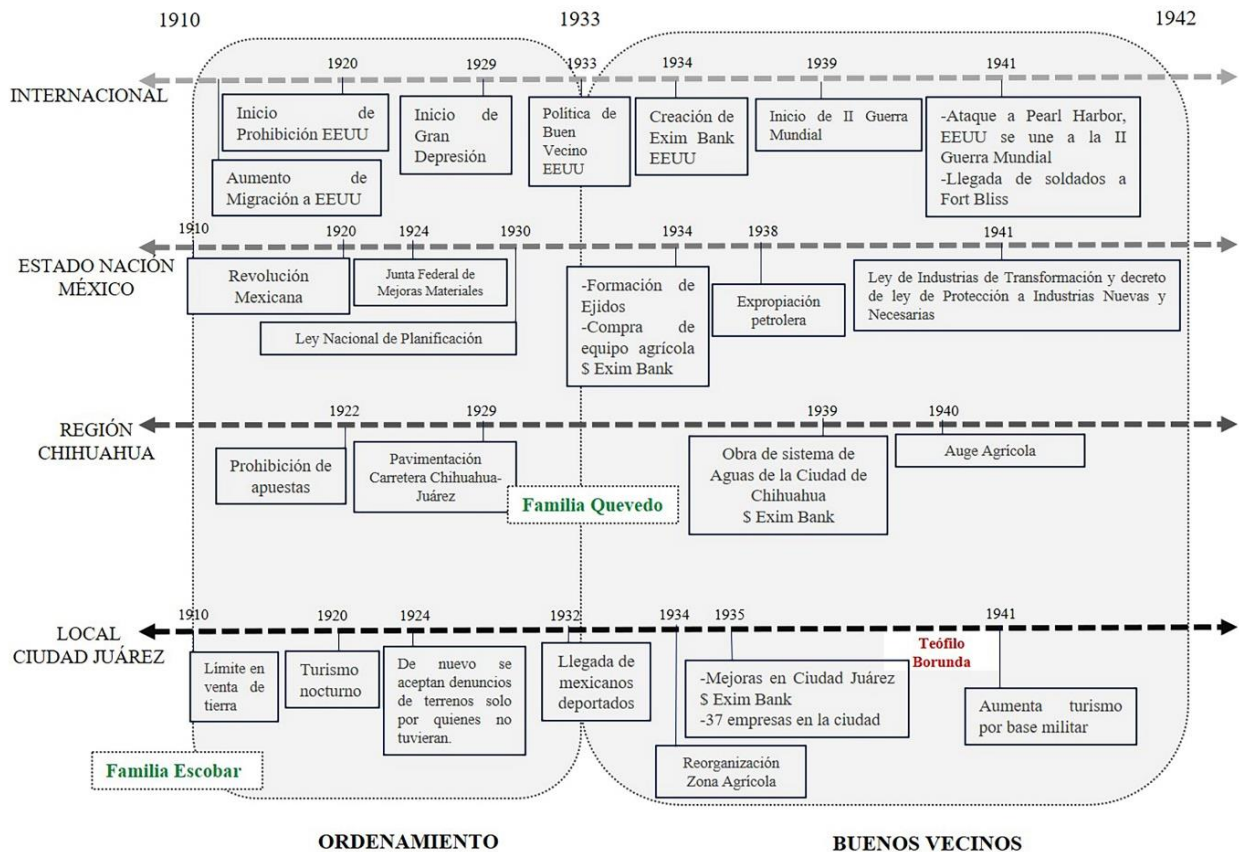 1910
1933
1942
INTERNACIONAL
1920
1929
1933
1934
1939
1941
Inicio de
Prohibición EEUU
Inicio de
Gran
Depresión
Política de
Buen
Vecino
EEUU
Creación de
Exim Bank
EEUU
Inicio de II Guerra
Mundial
-Ataque a Pearl Harbor,
EEUU se une a la II
Guerra Mundial
-Llegada de soldados a
Fort Bliss
Aumento de
Migración a EEUU
ESTADO NACIÓN
MÉXICO
1910
1920
1924
1930
1934
1938
1941
Revolución
Mexicana
Junta Federal de
Mejoras Materiales
Ley Nacional de Planificación
-Formación de
Ejidos
-Compra de
equipo agrícola
$ Exim Bank
Expropiación
petrolera
Ley de Industrias de Transformación y decreto
de ley de Protección a Industrias Nuevas y
Necesarias
REGIÓN
CHIHUAHUA
1922
1929
1939
1940
Prohibición de
apuestas
Pavimentación
Carretera Chihuahua-
Juárez
Familia Quevedo
Obra de sistema de
Aguas de la Ciudad de
Chihuahua
$ Exim Bank
Auge Agrícola
LOCAL
CIUDAD JUÁREZ
1910
1920
1924
1932
1934
1935
1941
Límite en
venta de
tierra
Turismo
nocturno
De nuevo se
aceptan denuncios
de terrenos solo
por quienes no
tuvieran.
Llegada de
mexicanos
deportados
-Mejoras en Ciudad Juárez
$ Exim Bank
-37 empresas en la ciudad
Teófilo
Borunda
Aumenta turismo
por base militar
Reorganización
Zona Agrícola
Familia Escobar
ORDENAMIENTO
BUENOS VECINOS